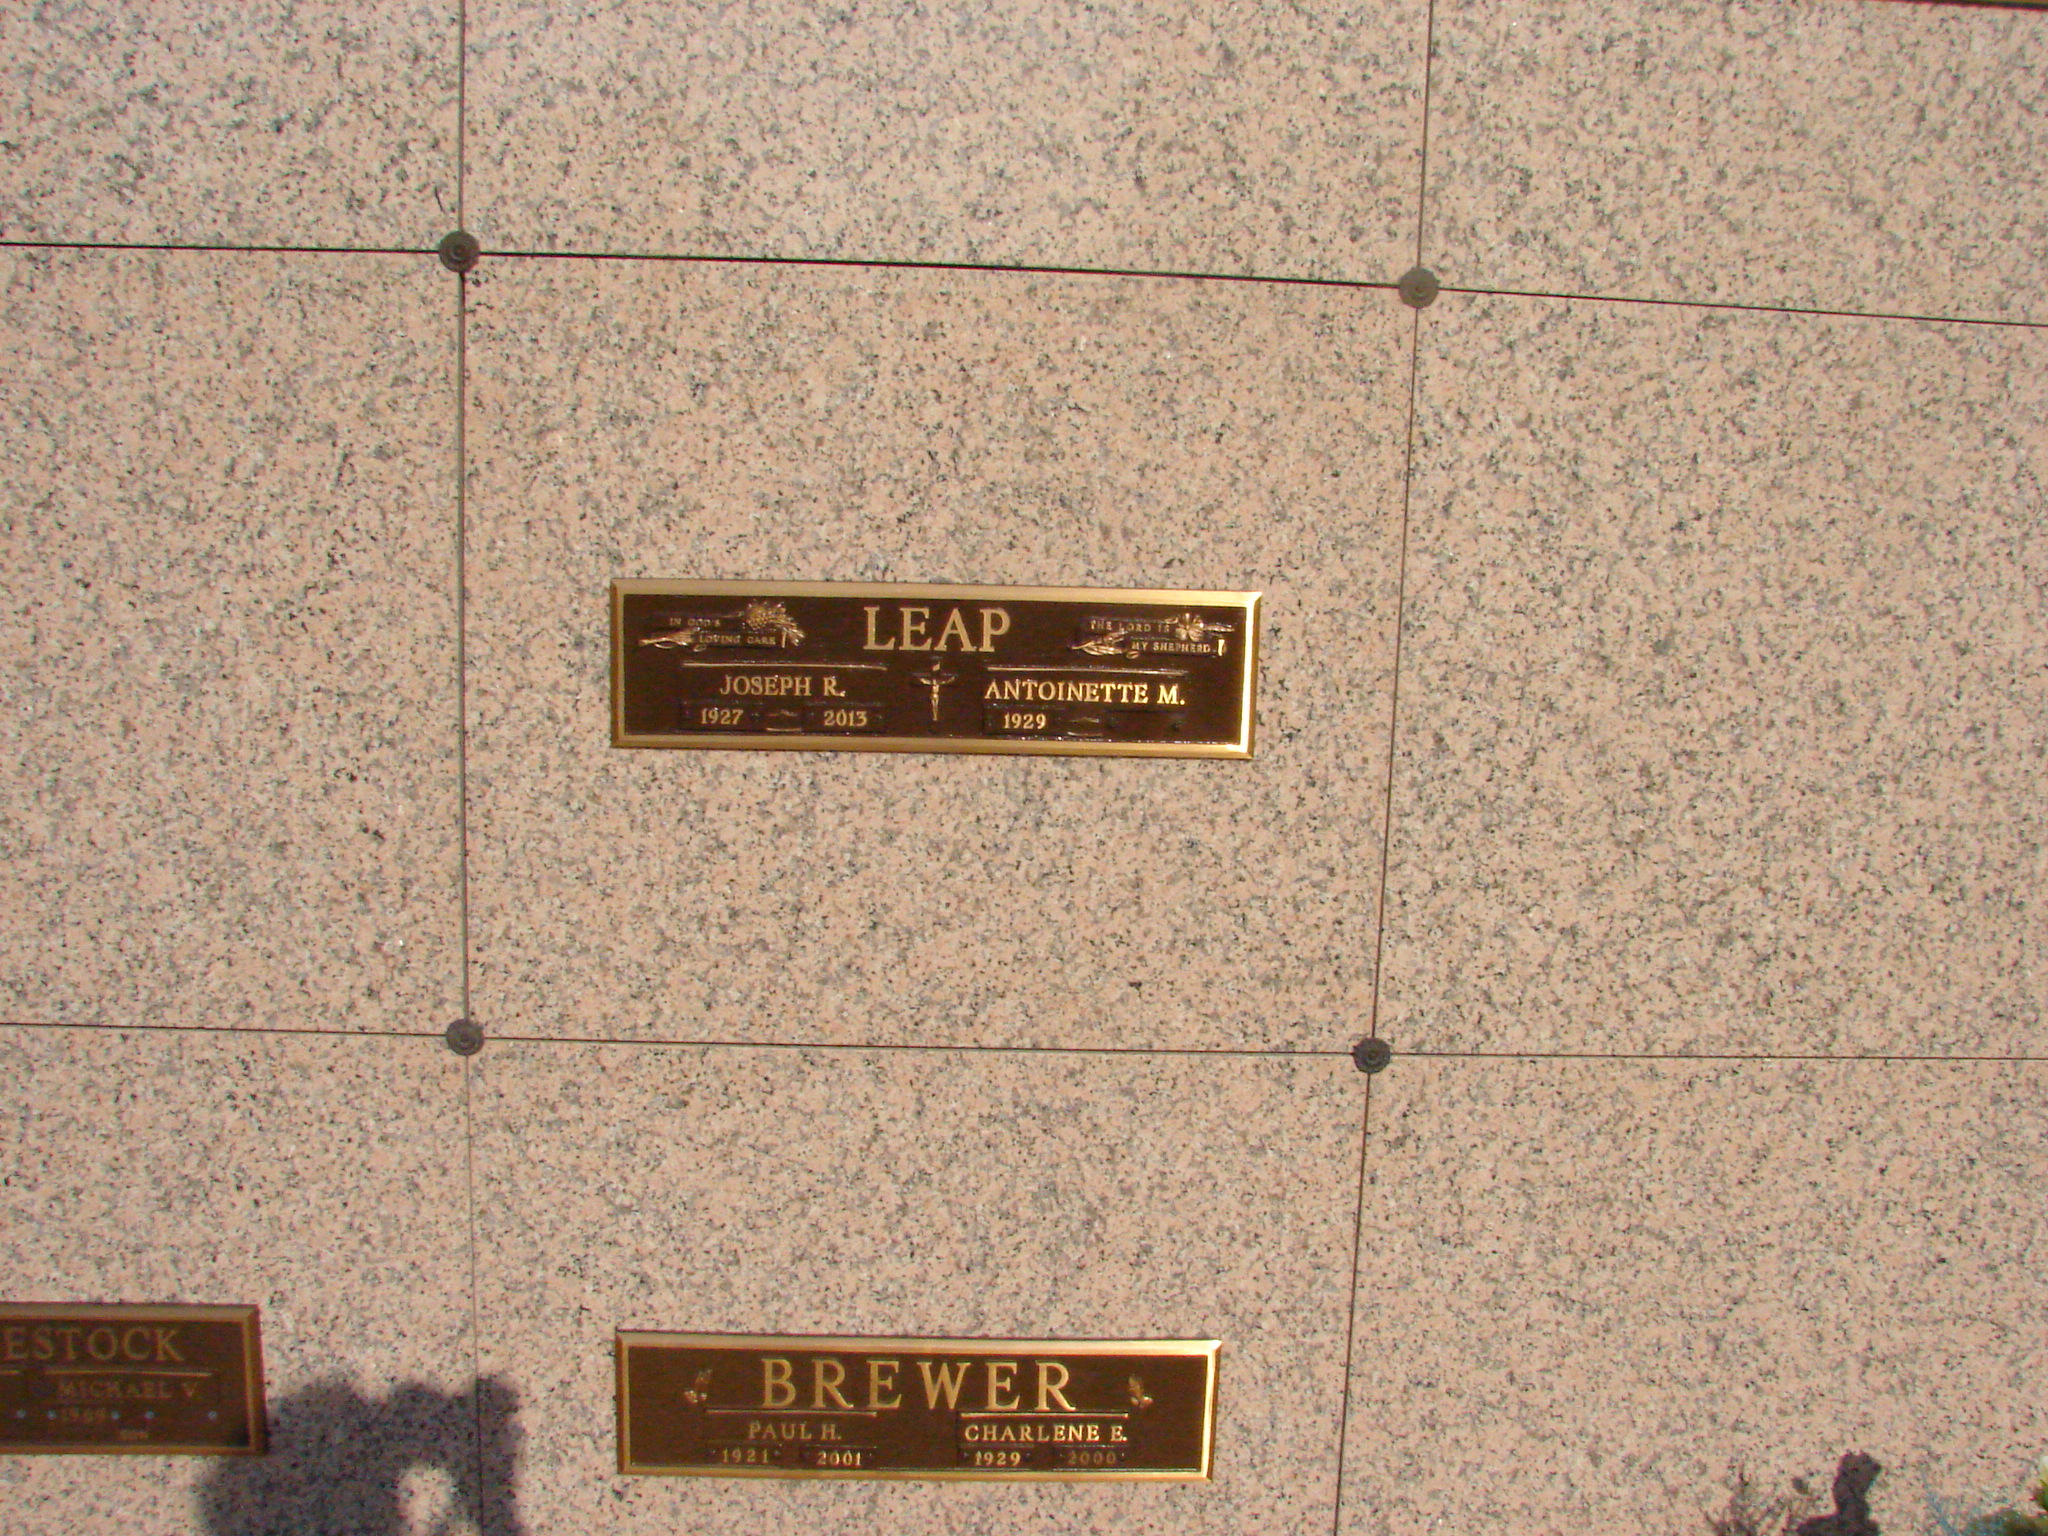 LEAP
IN GOD'S
LOVING CARE
THE LORD IS
MY SHEPHERD
JOSEPH R.
ANTOINETTE M.
1927 2013
1929
ESTOCK
MICHAEL V.
BREWER
PAUL H.
CHARLENE E.
1921 2001
1929 2000